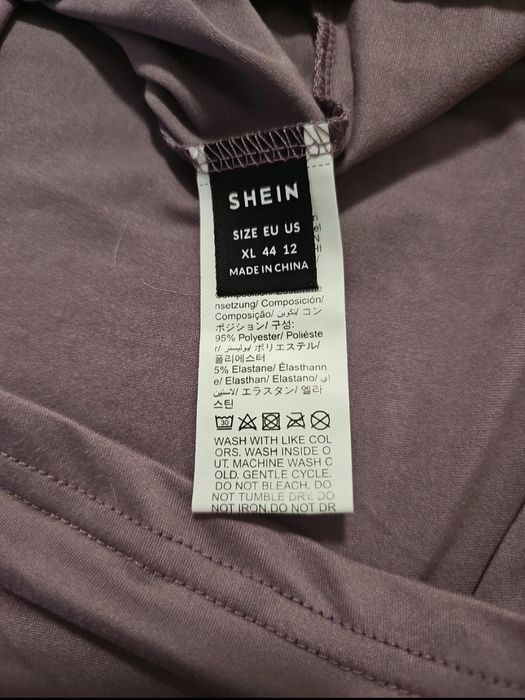 SHEIN
SIZE EU US
XL 44 12
MADE IN CHINA
nsetzung/ Composición/
Composição/ تكوين/ コン
ポジション/ 구성:
95% Polyester/ Poliéste
r/ بوليستر/ ポリエステル/
폴리에스터
5% Elastane/ Élasthann
e/ Elasthan/ Elastano/ إي
لاستين/ エラスタン/ 엘라
스틴
30
WASH WITH LIKE COL
ORS. WASH INSIDE O
UT. MACHINE WASH C
OLD. GENTLE CYCLE.
DO NOT BLEACH. DO
NOT TUMBLE DRY. DO
NOT IRON.DO NOT DR